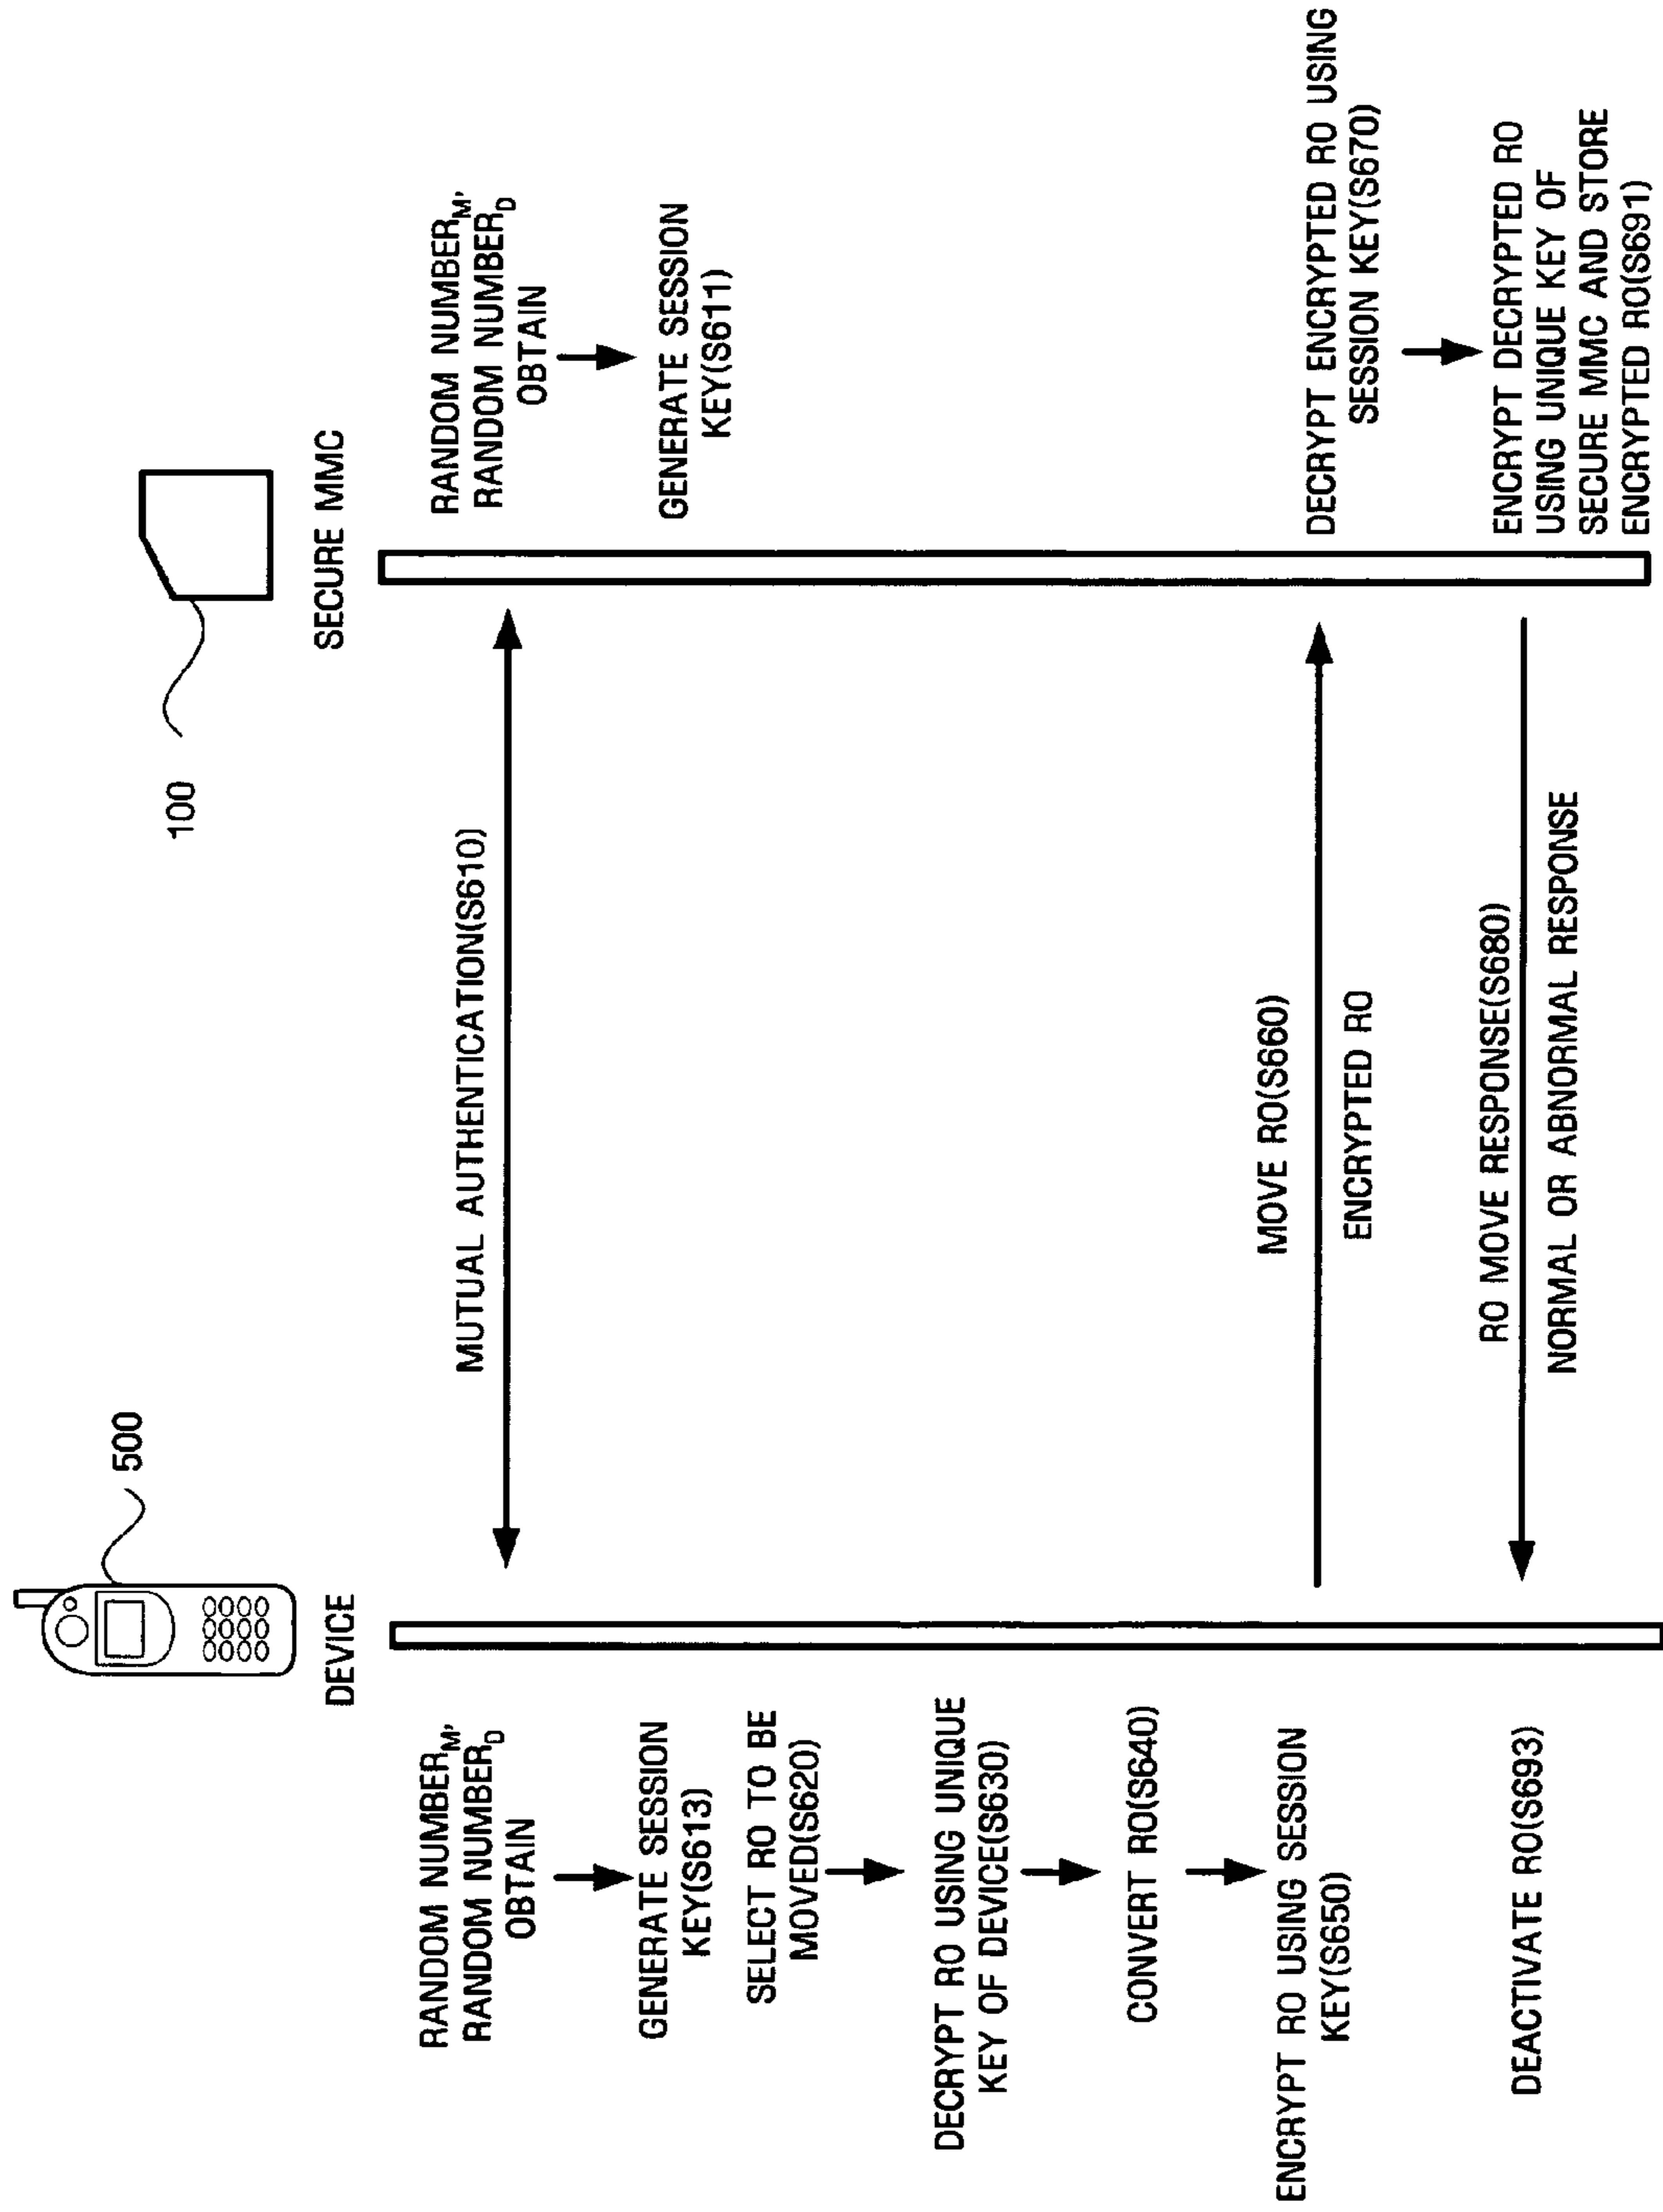 500
100
DEVICE
SECURE MMC
RANDOM NUMBER_M,
RANDOM NUMBER_D
OBTAIN
MUTUAL AUTHENTICATION(S610)
RANDOM NUMBER_M,
RANDOM NUMBER_D
OBTAIN
GENERATE SESSION
KEY(S613)
GENERATE SESSION
KEY(S611)
SELECT RO TO BE
MOVED(S620)
DECRYPT RO USING UNIQUE
KEY OF DEVICE(S630)
CONVERT RO(S640)
ENCRYPT RO USING SESSION
KEY(S650)
MOVE RO(S660)
ENCRYPTED RO
DECRYPT ENCRYPTED RO USING
SESSION KEY(S670)
RO MOVE RESPONSE(S680)
NORMAL OR ABNORMAL RESPONSE
ENCRYPT DECRYPTED RO
USING UNIQUE KEY OF
SECURE MMC AND STORE
ENCRYPTED RO(S691)
DEACTIVATE RO(S693)